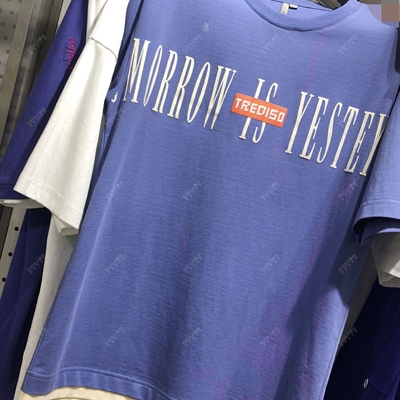 MORROW IS YESTE
TREDISO